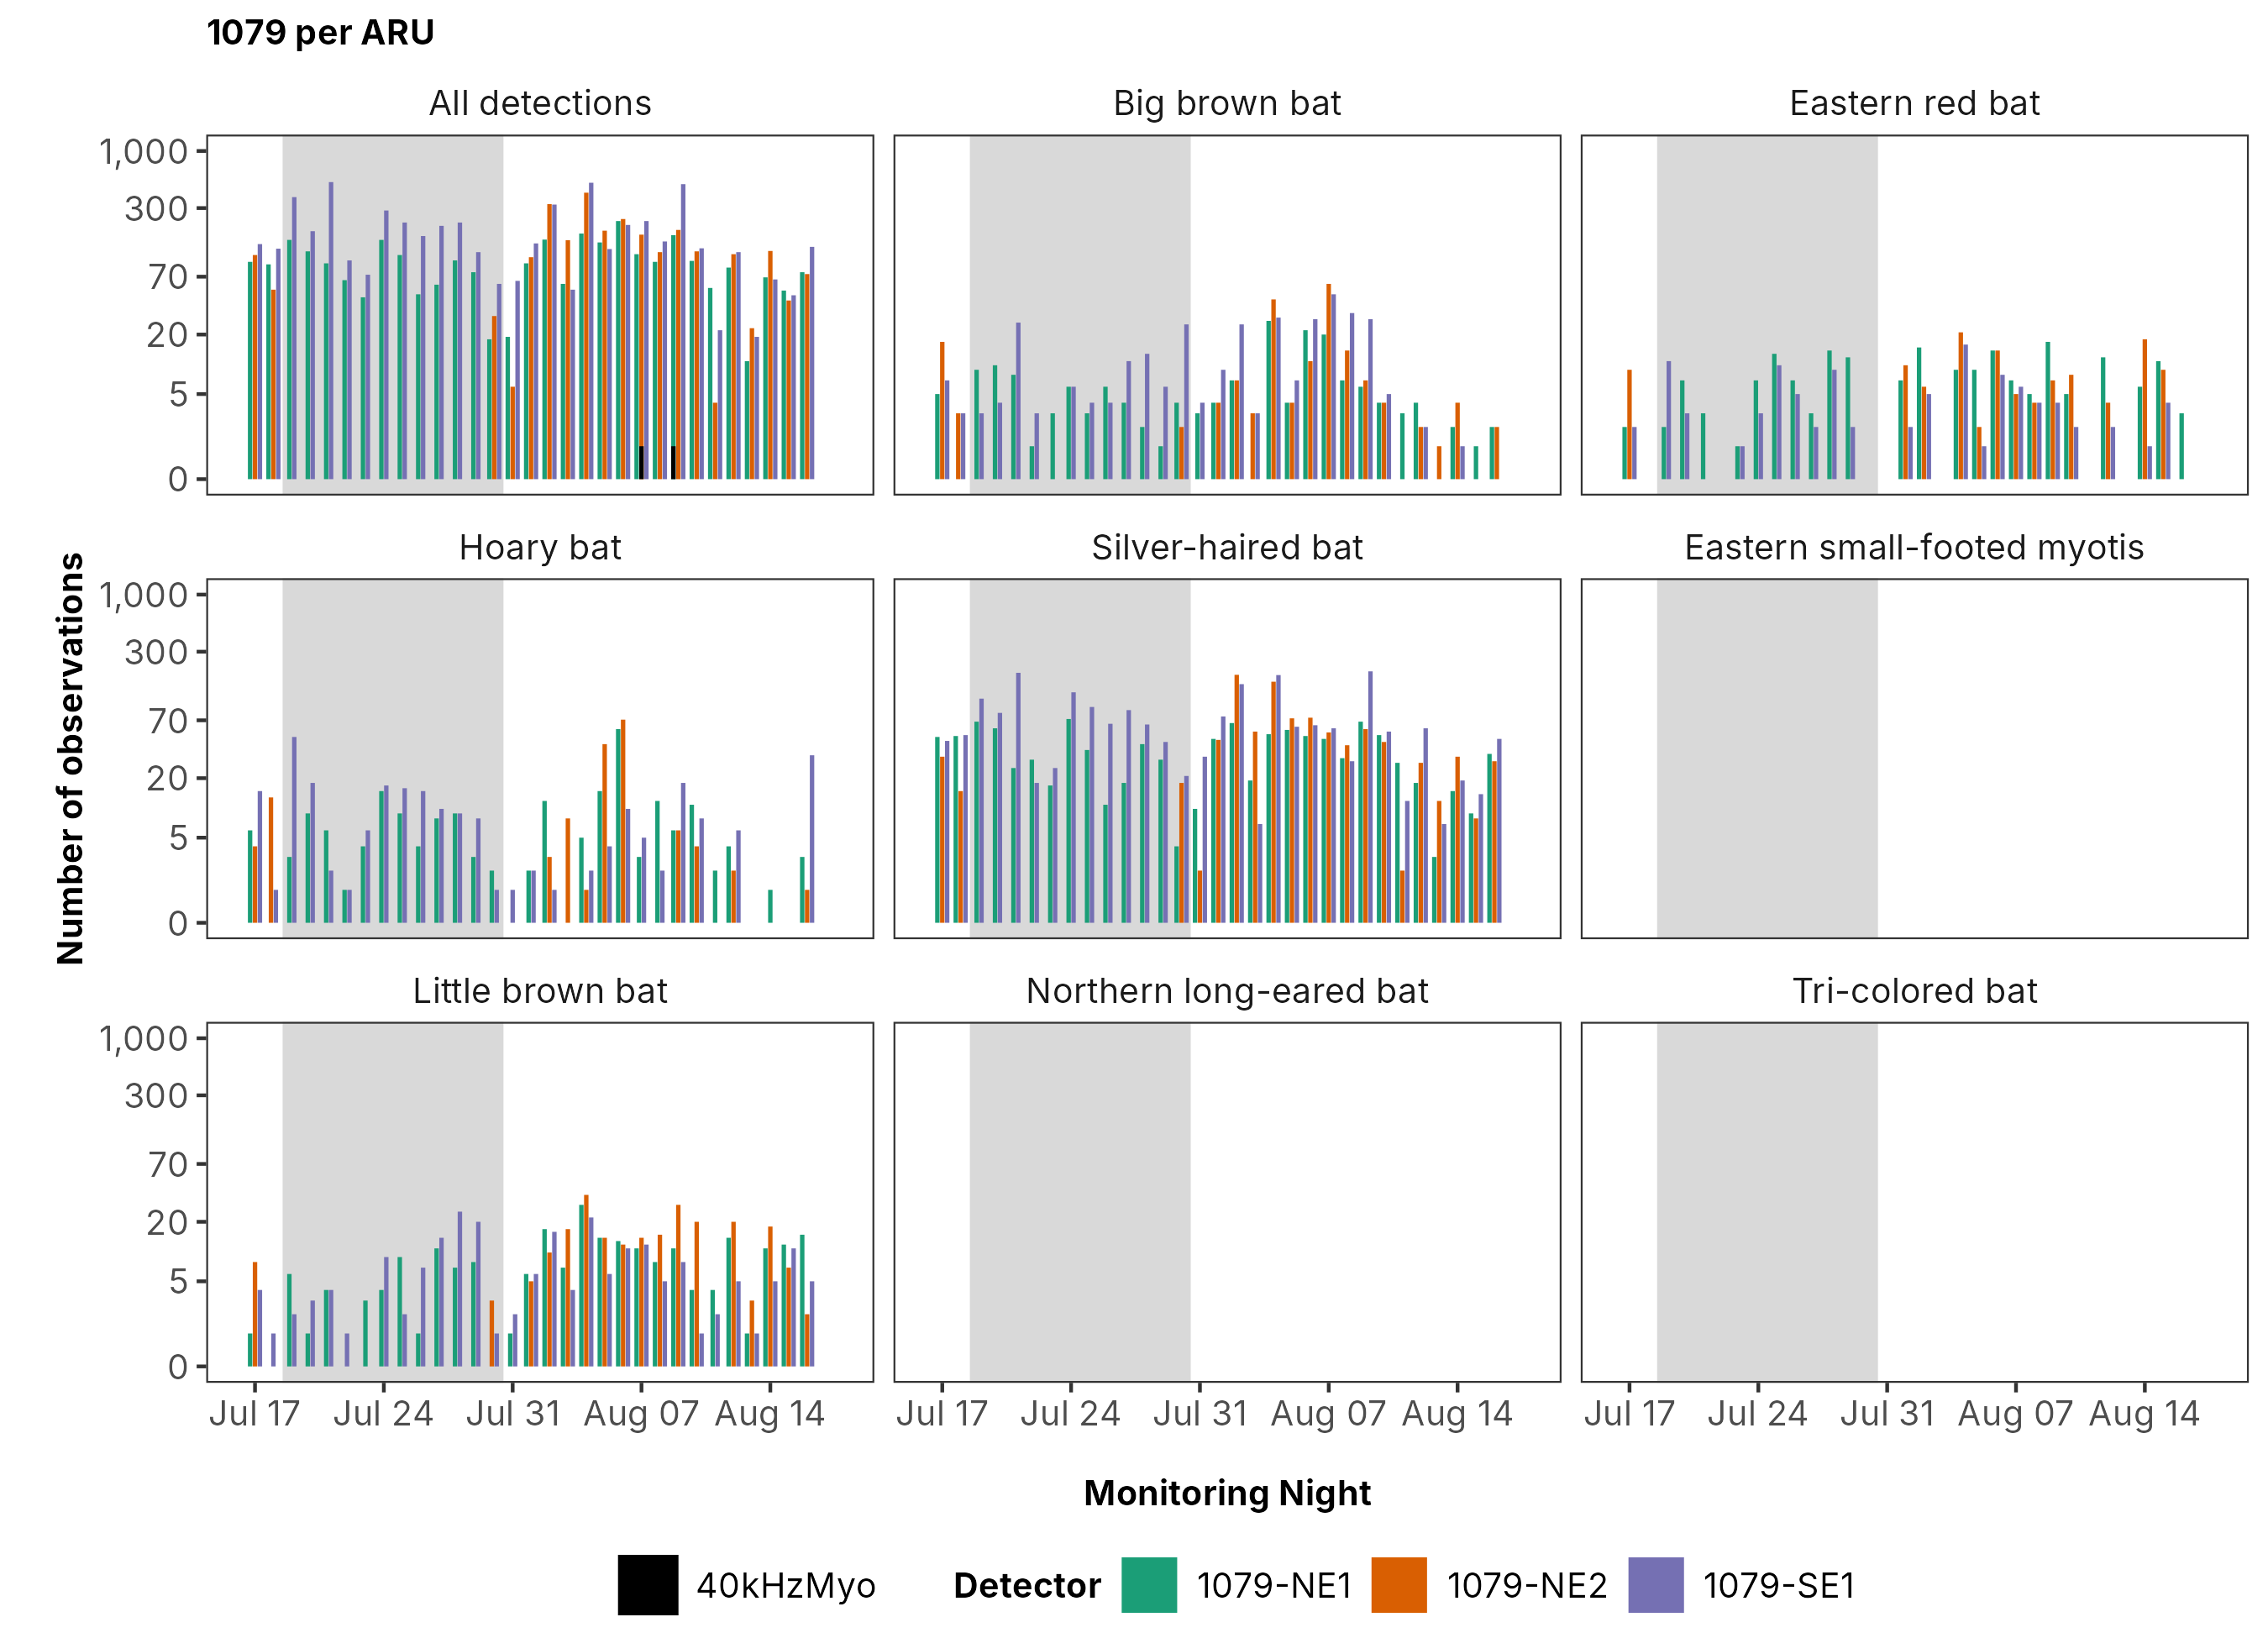 1079 per ARU
All detections
Big brown bat
Eastern red bat
1,000
300
70
20
5
0
Hoary bat
Silver-haired bat
Eastern small-footed myotis
1,000
300
70
20
5
0
Number of observations
Little brown bat
Northern long-eared bat
Tri-colored bat
1,000
300
70
20
5
0
Jul 17 Jul 24 Jul 31 Aug 07 Aug 14
Jul 17 Jul 24 Jul 31 Aug 07 Aug 14
Jul 17 Jul 24 Jul 31 Aug 07 Aug 14
Monitoring Night
40kHzMyo Detector 1079-NE1 1079-NE2 1079-SE1